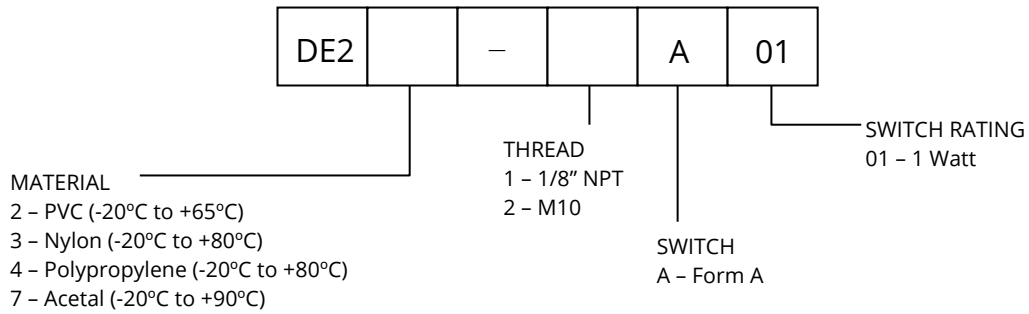 DE2 – A 01
SWITCH RATING
01 – 1 Watt
THREAD
1 – 1/8” NPT
2 – M10
MATERIAL
2 – PVC (-20ºC to +65ºC)
3 – Nylon (-20ºC to +80ºC)
4 – Polypropylene (-20ºC to +80ºC)
7 – Acetal (-20ºC to +90ºC)
SWITCH
A – Form A